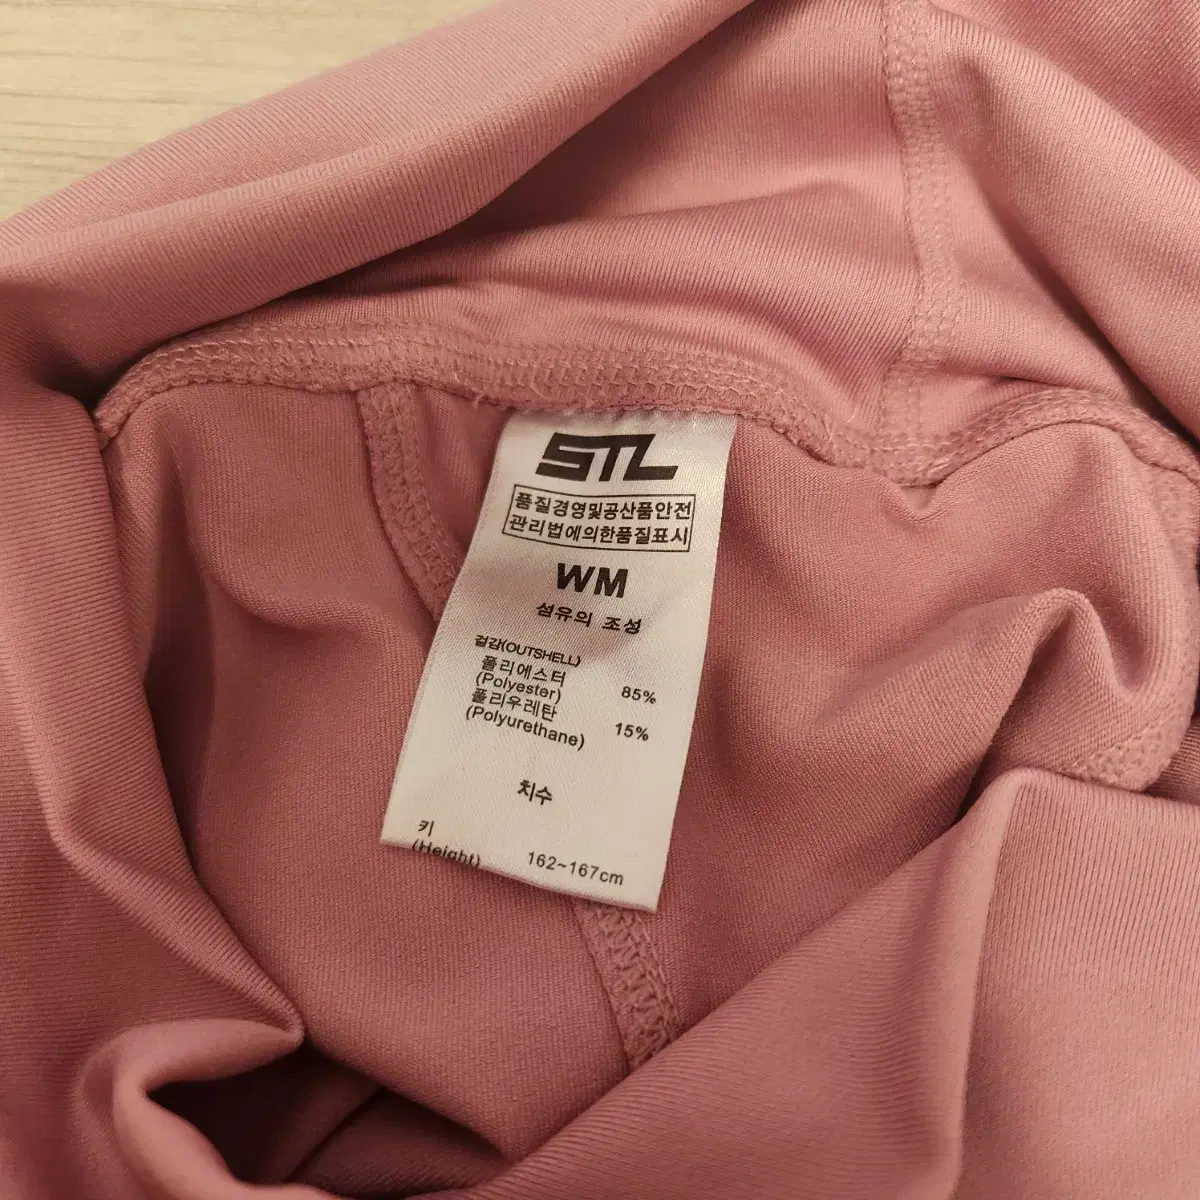 STL
품질경영및공산품안전
관리법에의한품질표시
WM
섬유의 조성
겉감(OUTSHELL)
폴리에스터
(Polyester) 85%
폴리우레탄
(Polyurethane) 15%
치수
키
(Height) 162~167cm